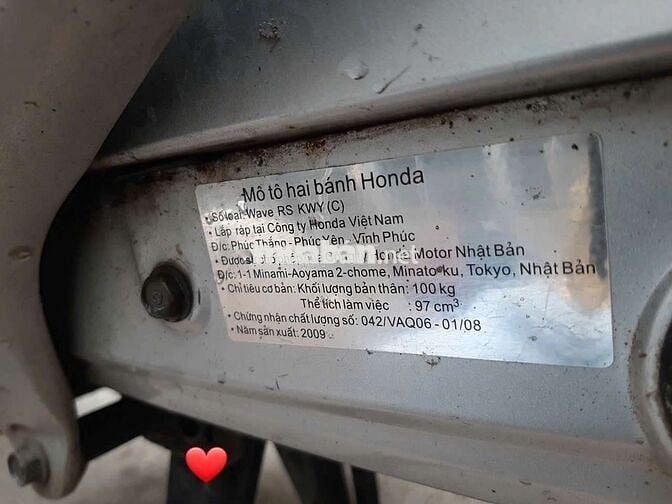 Mô tô hai bánh Honda
• Số loại: Wave RS KWY (C)
• Lắp ráp tại Công ty Honda Việt Nam
Đ/c: Phúc Thắng - Phúc Yên - Vĩnh Phúc
• Được Honda Motor Nhật Bản
Đ/c: 1-1 Minami-Aoyama 2-chome, Minato-ku, Tokyo, Nhật Bản
• Chỉ tiêu cơ bản: Khối lượng bản thân: 100 kg
Thể tích làm việc : 97 cm³
• Chứng nhận chất lượng số: 042/VAQ06 - 01/08
• Năm sản xuất: 2009